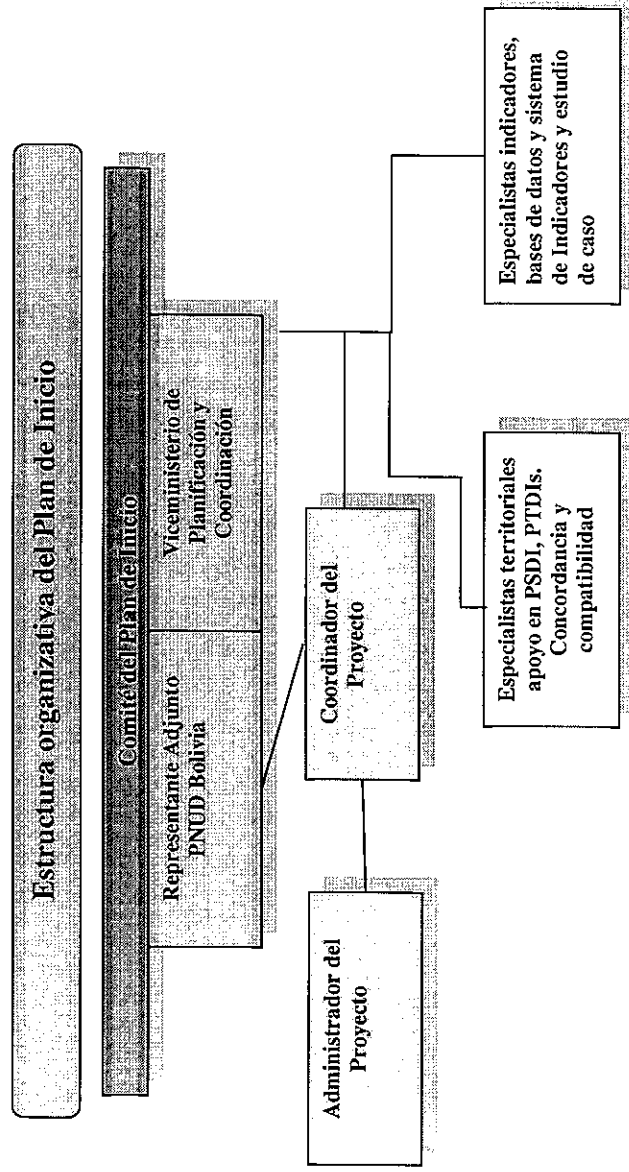 Estructura organizativa del Plan de Inicio
Comité del Plan de Inicio
Representante Adjunto
PNUD Bolivia
Viceministerio de
Planificación y
Coordinación
Administrador del
Proyecto
Coordinador del
Proyecto
Especialistas territoriales
apoyo en PSDI, PTDIs.
Concordancia y
compatibilidad
Especialistas indicadores,
bases de datos y sistema
de Indicadores y estudio
de caso